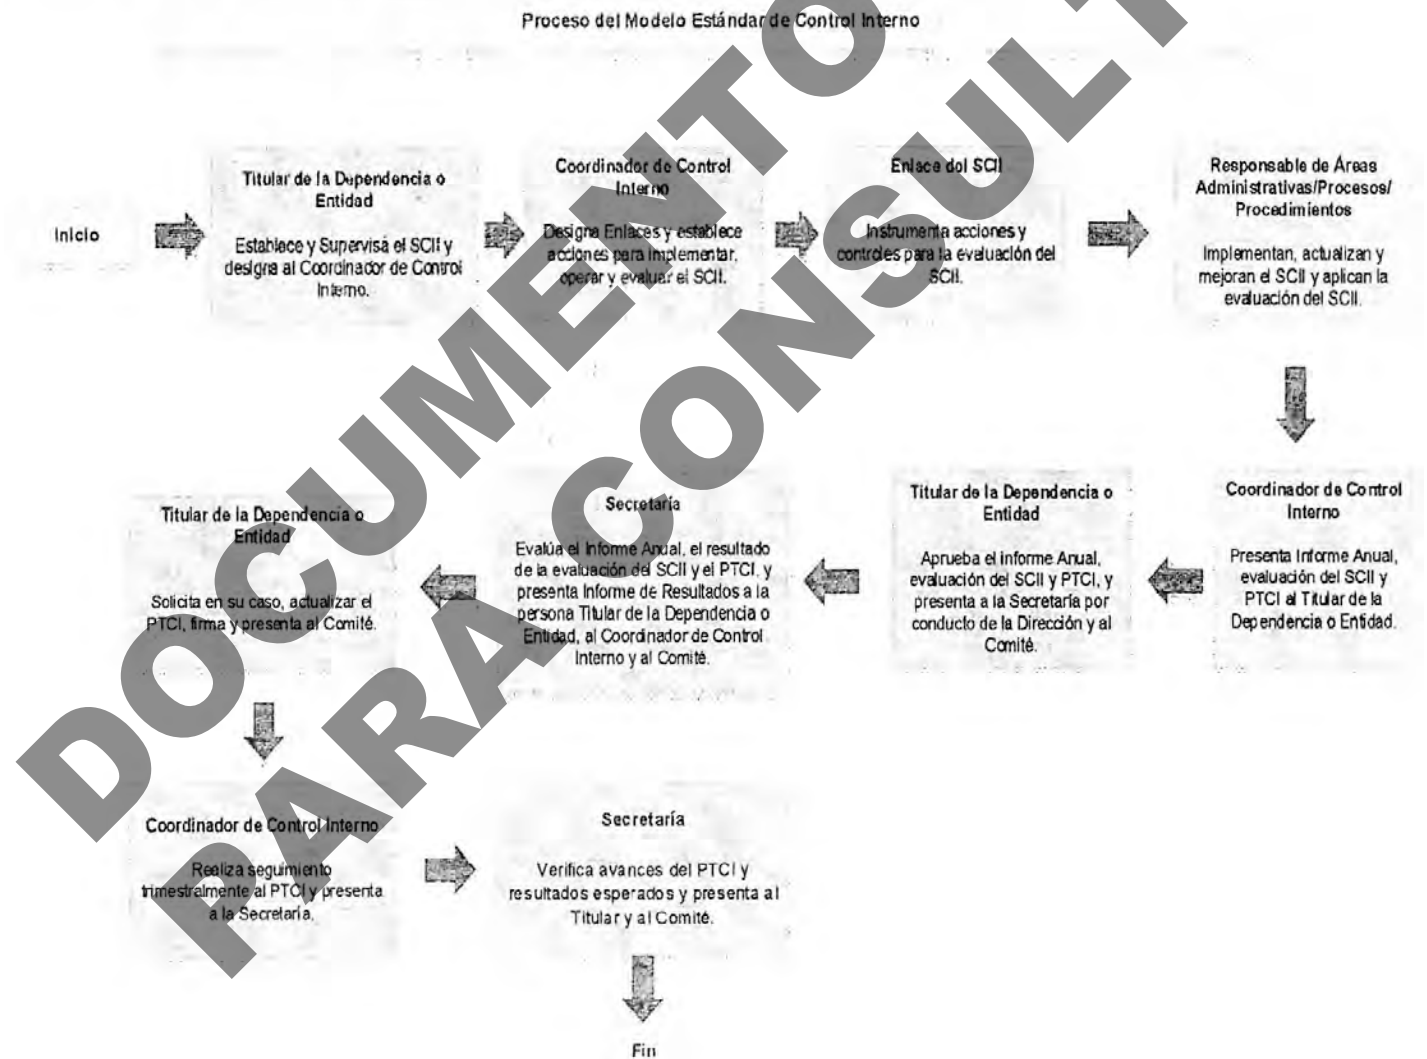 Proceso del Modelo Estándar de Control Interno
Inicio
Titular de la Dependencia o
Entidad
Establece y Supervisa el SCII y
designa al Coordinador de Control
Interno.
Coordinador de Control
Interno
Designa Enlaces y establece
acciones para implementar,
operar y evaluar el SCII.
Enlace del SCII
Instrumenta acciones y
controles para la evaluación del
SCII.
Responsable de Áreas
Administrativas/Procesos/
Procedimientos
Implementan, actualizan y
mejoran el SCII y aplican la
evaluación del SCII.
Coordinador de Control
Interno
Presenta Informe Anual,
evaluación del SCII y
PTCI al Titular de la
Dependencia o Entidad.
Titular de la Dependencia o
Entidad
Aprueba el informe Anual,
evaluación del SCII y PTCI, y
presenta a la Secretaría por
conducto de la Dirección y al
Comité.
Secretaría
Evalúa el Informe Anual, el resultado
de la evaluación del SCII y el PTCI, y
presenta Informe de Resultados a la
persona Titular de la Dependencia o
Entidad, al Coordinador de Control
Interno y al Comité.
Titular de la Dependencia o
Entidad
Solicita en su caso, actualizar el
PTCI, firma y presenta al Comité.
Coordinador de Control Interno
Realiza seguimiento
trimestralmente al PTCI y presenta
a la Secretaría.
Secretaría
Verifica avances del PTCI y
resultados esperados y presenta al
Titular y al Comité.
Fin
DOCUMENTO
PARA CONSULT